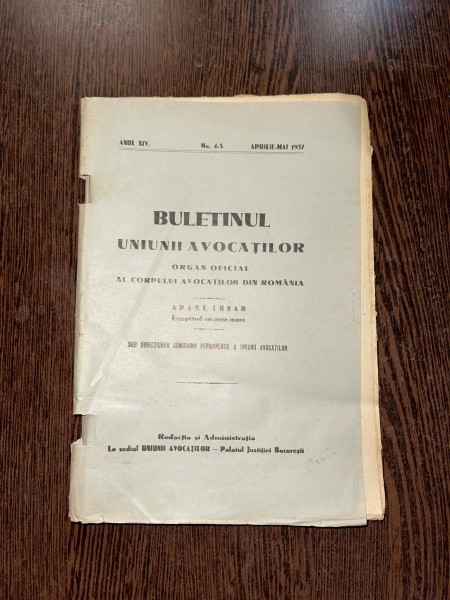 ANUL XIV. No. 4-5 APRILIE-MAI 1937
BULETINUL
UNIUNII AVOCAȚILOR
ORGAN OFICIAL
AL CORPULUI AVOCAȚILOR DIN ROMÂNIA
APARE LUNAR
Exceptând vacanța mare
SUB DIRECȚIUNEA COMISIUNII PERMANENTE A UNIUNII AVOCAȚILOR
Redacția și Administrația
La sediul UNIUNII AVOCAȚILOR — Palatul Justiției București